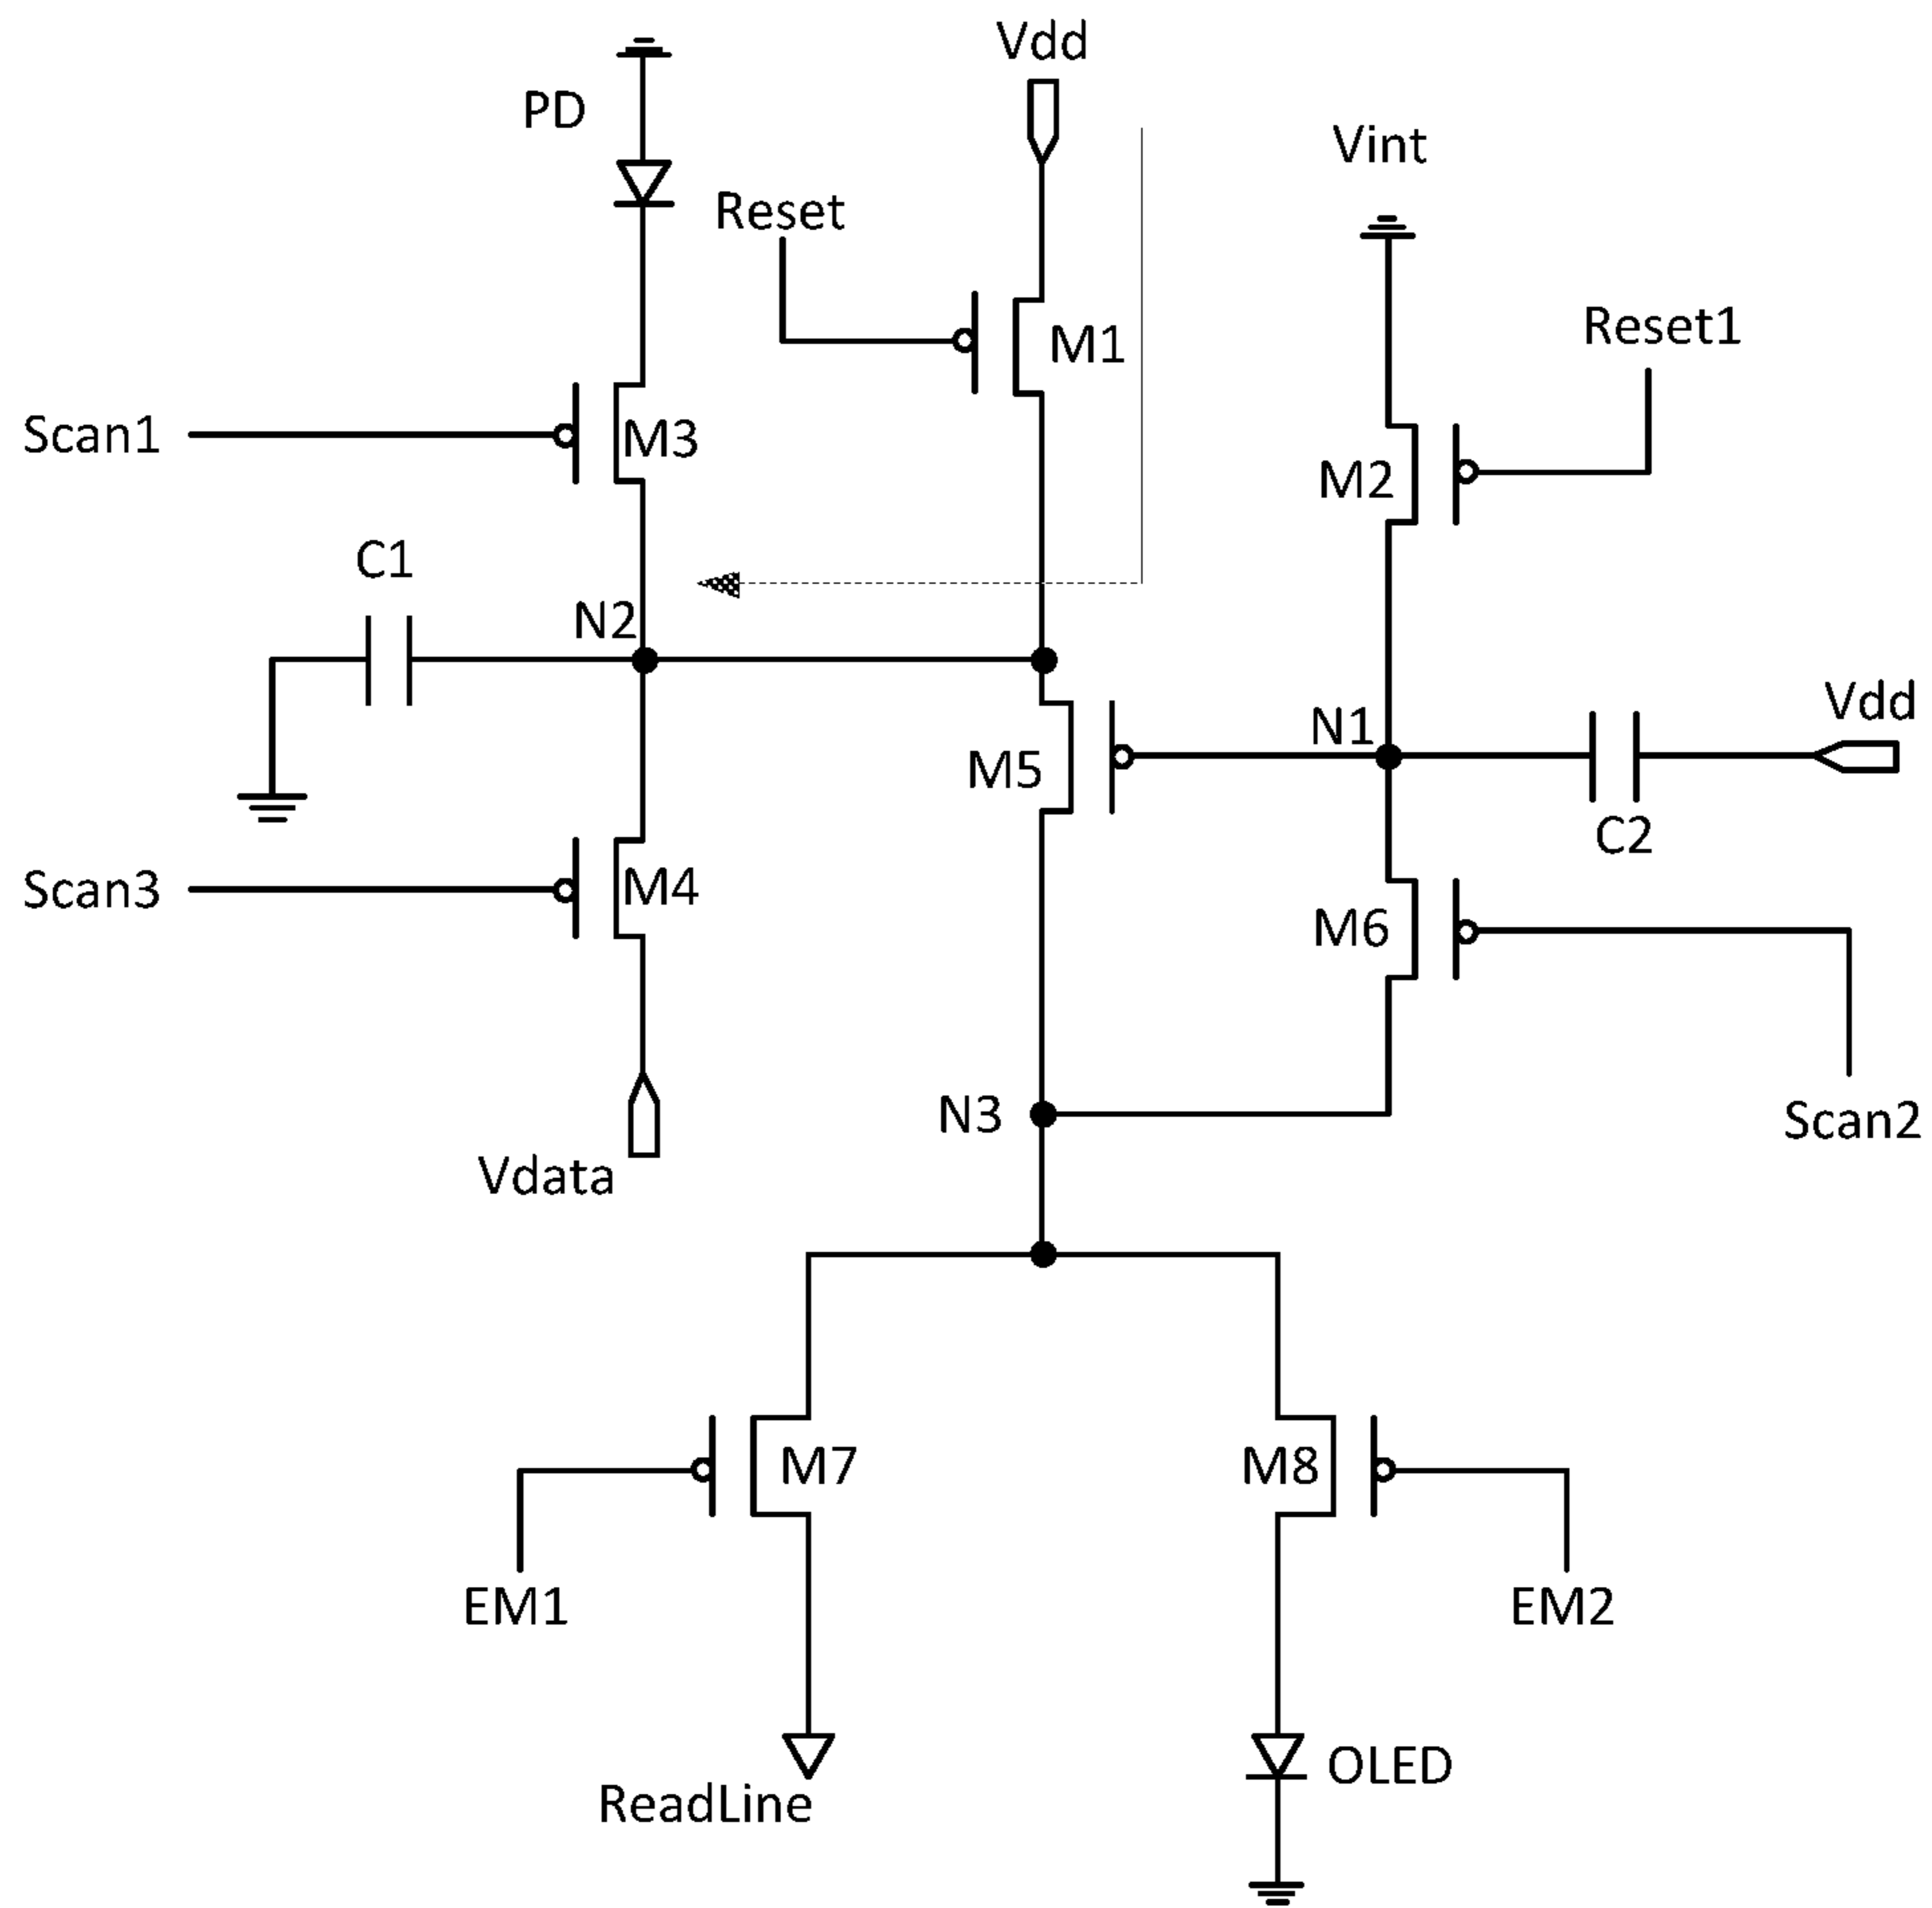 Vdd
PD
Vint
Reset
Reset1
M1
Scan1
M3
M2
C1
N2
Vdd
N1
M5
C2
Scan3
M4
M6
N3
Scan2
Vdata
M7
M8
EM1
EM2
OLED
ReadLine